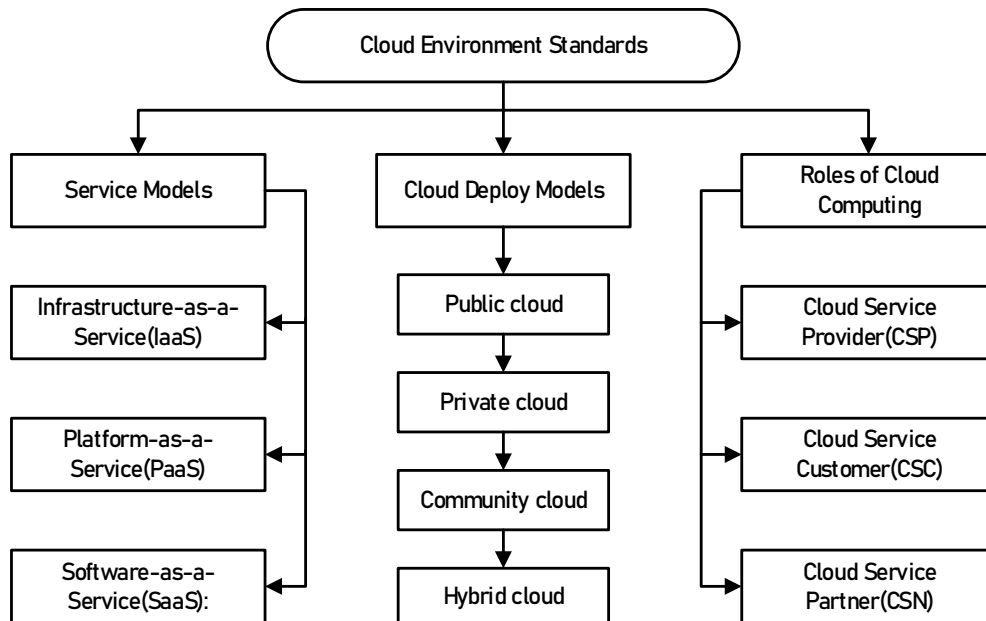 Cloud Environment Standards
Service Models
Cloud Deploy Models
Roles of Cloud
Computing
Infrastructure-as-a-
Service(IaaS)
Platform-as-a-
Service(PaaS)
Software-as-a-
Service(SaaS):
Public cloud
Private cloud
Community cloud
Hybrid cloud
Cloud Service
Provider(CSP)
Cloud Service
Customer(CSC)
Cloud Service
Partner(CSN)